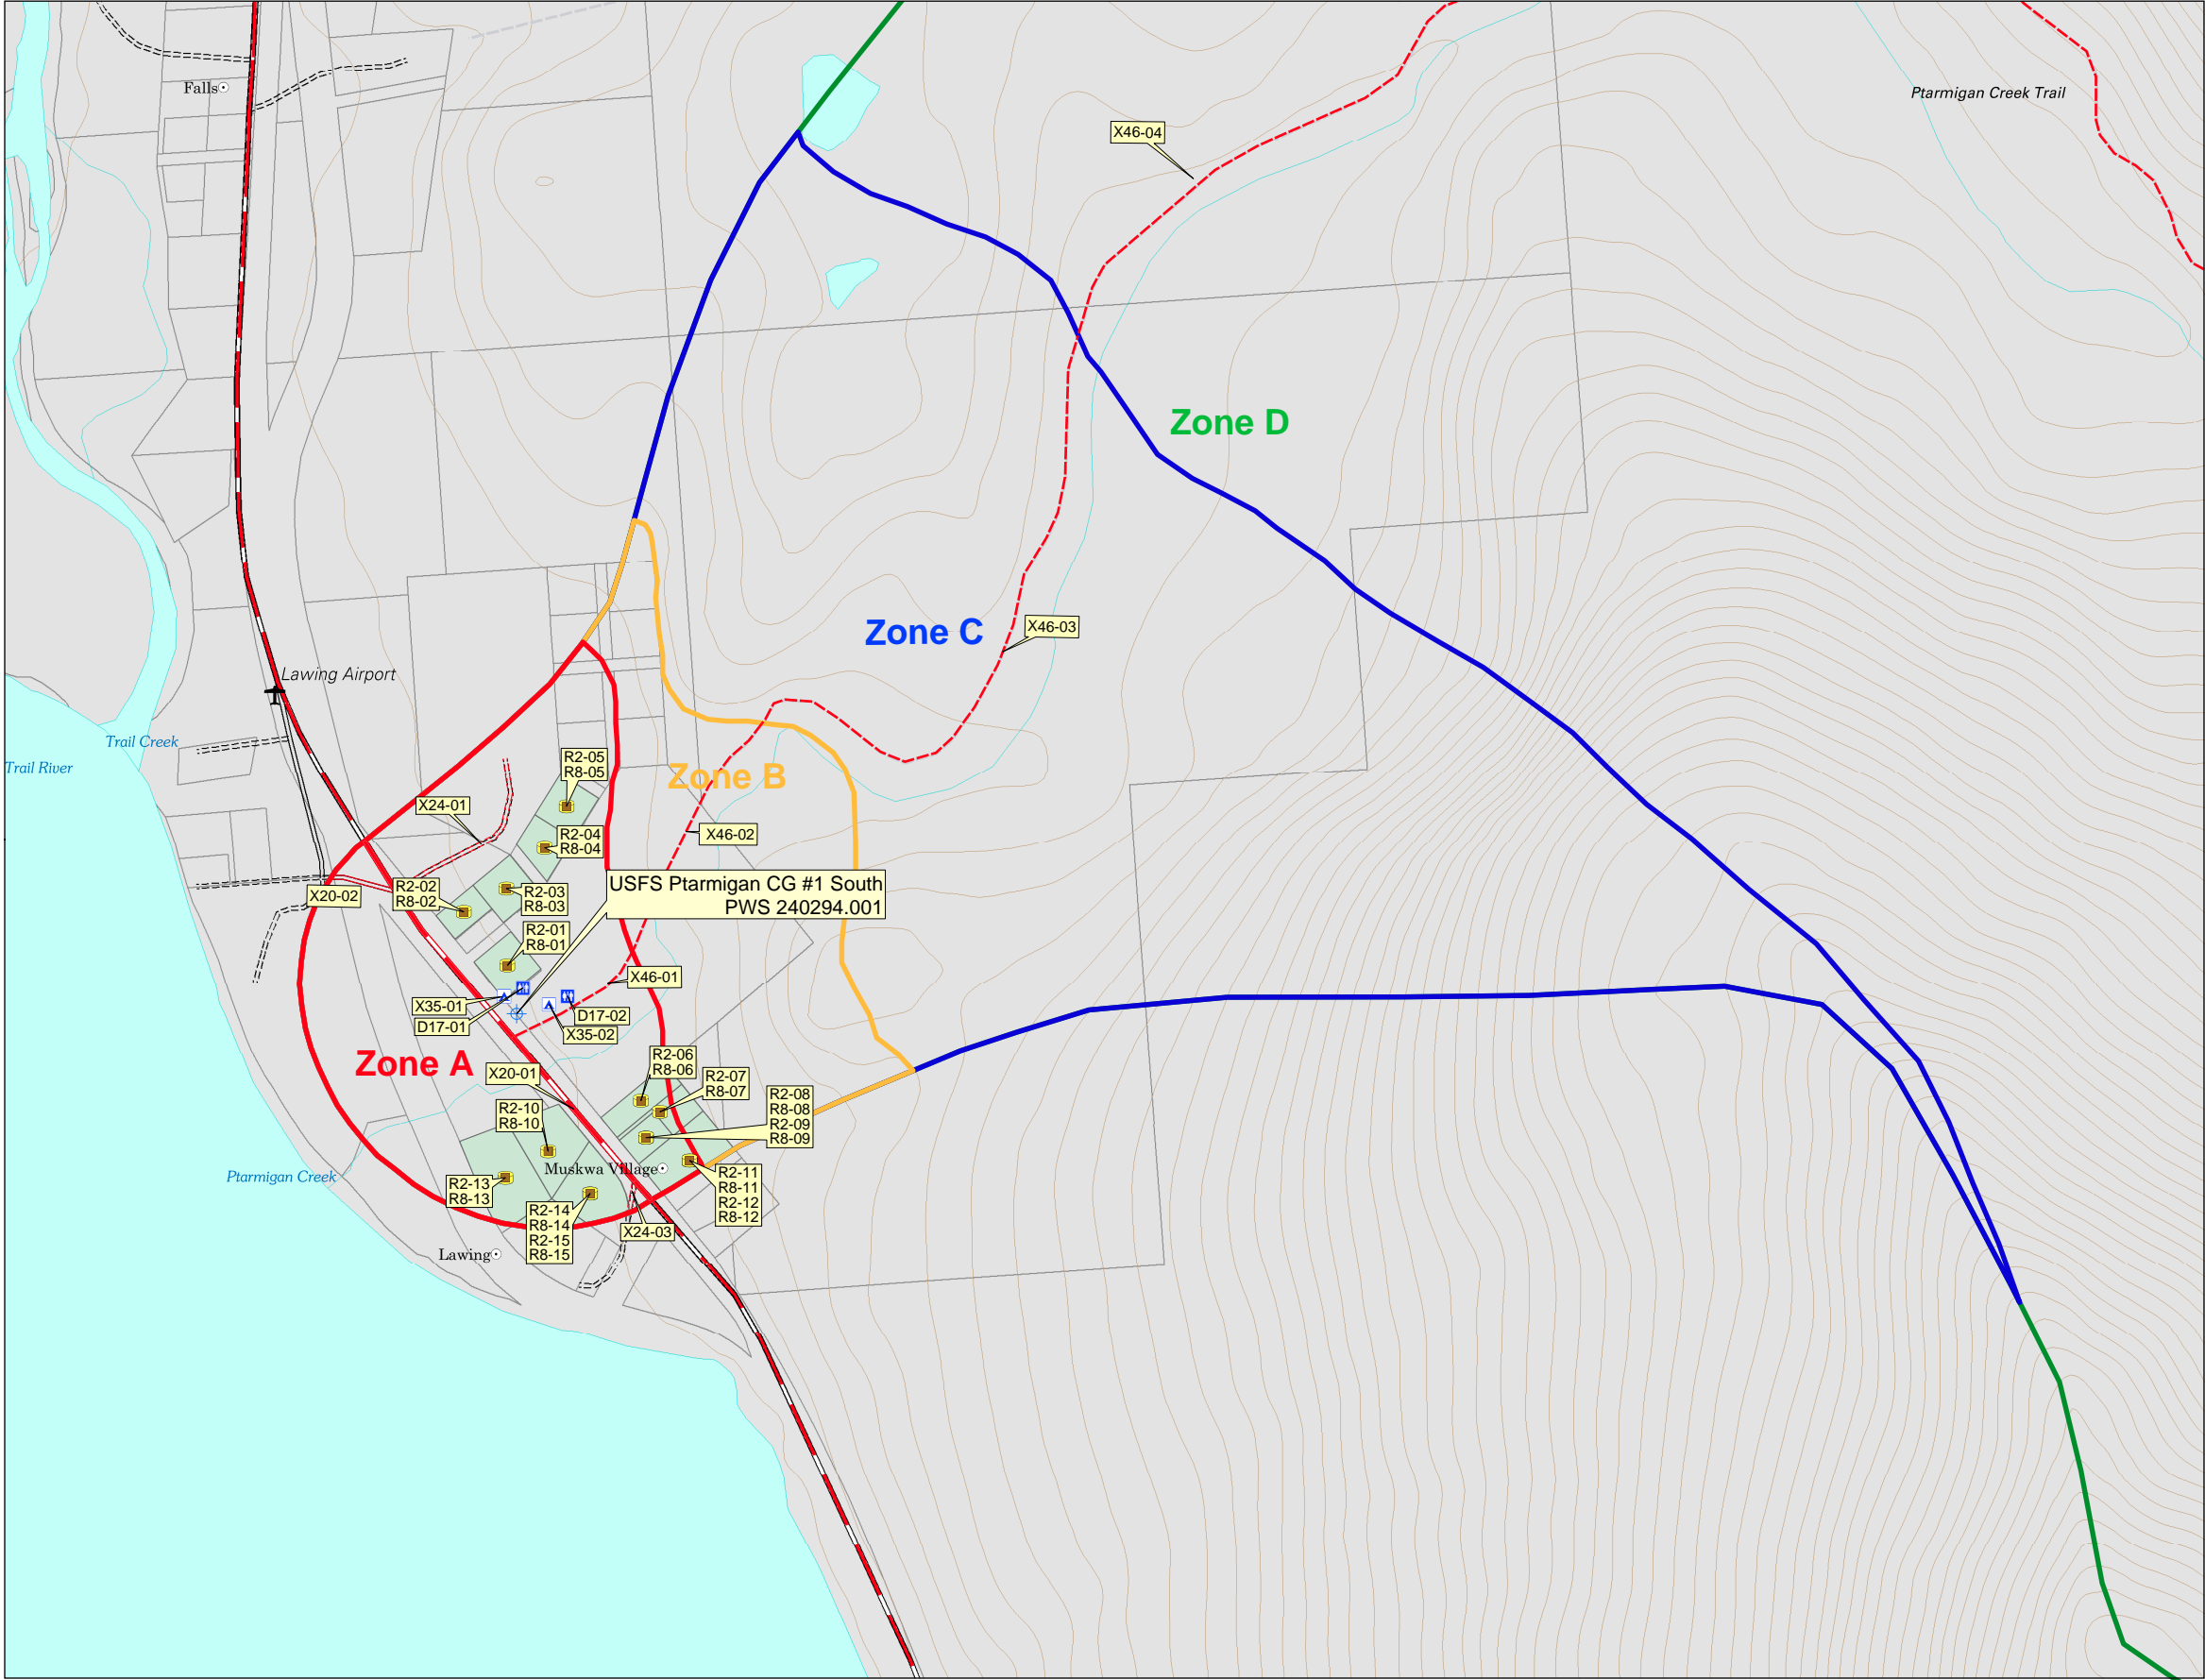 Falls
Ptarmigan Creek Trail
X46-04
Zone D
Zone C
X46-03
Lawing Airport
Trail Creek
Trail River
R2-05
R8-05
Zone B
X24-01
R2-04
R8-04
X46-02
USFS Ptarmigan CG #1 South
PWS 240294.001
X20-02
R2-02
R8-02
R2-03
R8-03
R2-01
R8-01
X46-01
X35-01
D17-01
D17-02
X35-02
Zone A
X20-01
R2-06
R8-06
R2-07
R8-07
R2-08
R8-08
R2-09
R8-09
R2-10
R8-10
Muskwa Village
Ptarmigan Creek
R2-13
R8-13
R2-11
R8-11
R2-12
R8-12
R2-14
R8-14
R2-15
R8-15
X24-03
Lawing